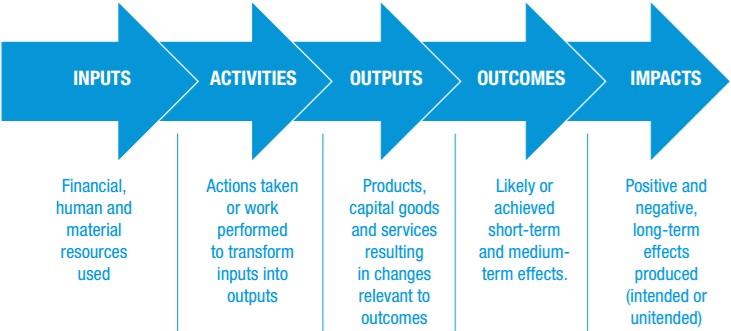 INPUTS
ACTIVITIES
OUTPUTS
OUTCOMES
IMPACTS
Financial,
human and
material
resources
used
Actions taken
or work
performed
to transform
inputs into
outputs
Products,
capital goods
and services
resulting
in changes
relevant to
outcomes
Likely or
achieved
short-term
and medium-
term effects.
Positive and
negative,
long-term
effects
produced
(intended or
unitended)